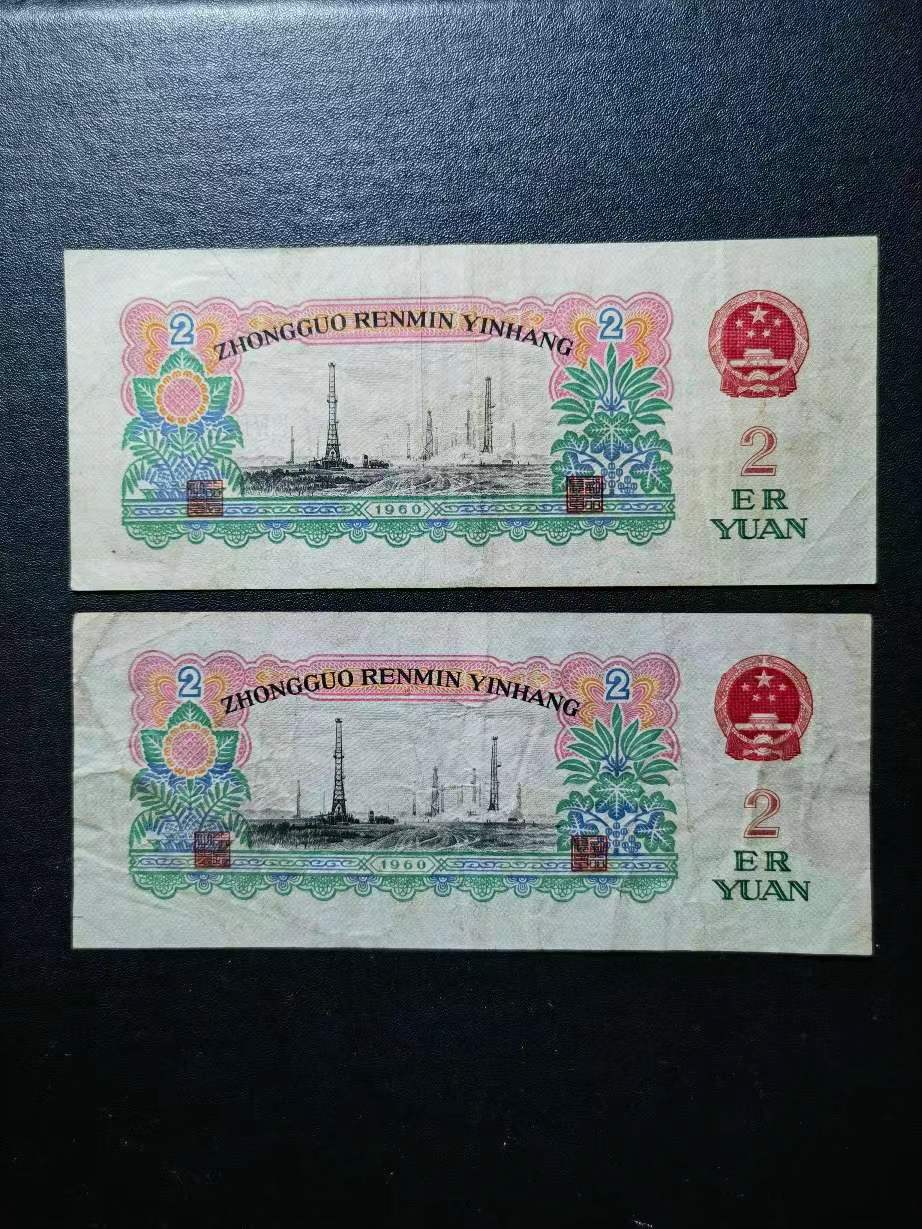 2 ZHONGGUO RENMIN YINHANG 2
1960
2
ER
YUAN
2 ZHONGGUO RENMIN YINHANG 2
1960
2
ER
YUAN